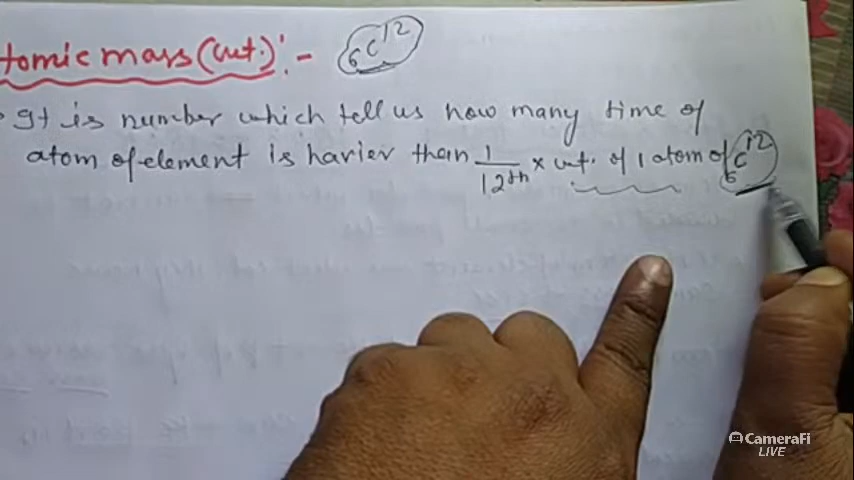 tomic mass (wt.) :- ₆C¹²
It is number which tell us how many time of
atom of element is havier then 1/12th × wt. of 1 atom of ₆C¹²
CameraFi
LIVE